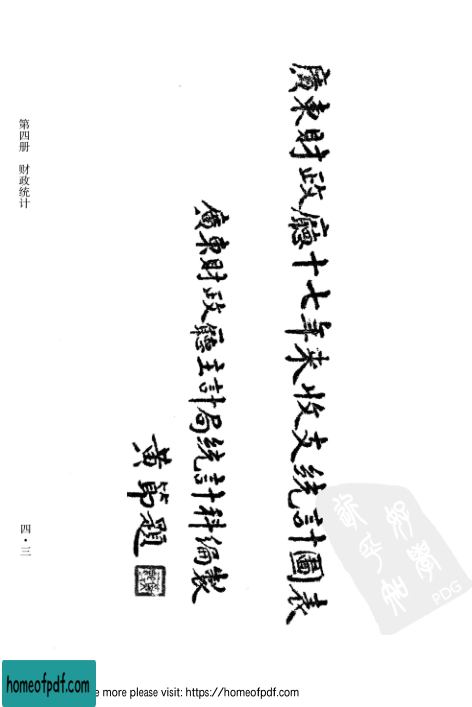 廣東財政廳十七年來收支統計圖表
廣東財政廳主計局統計科編製
黃節題
第四册 财政统计
四·三
PDG
homeofpdf.com
e more please visit: https://homeofpdf.com